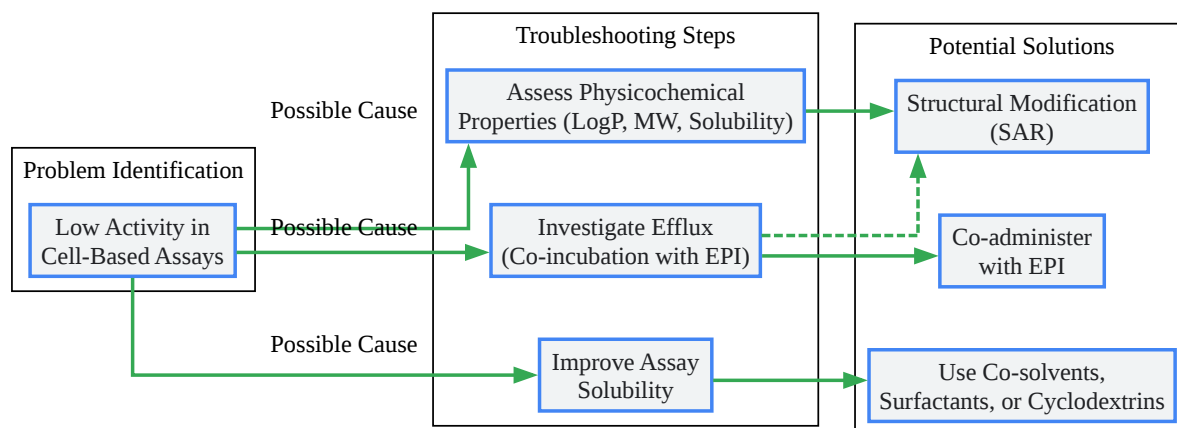 Troubleshooting Steps
Potential Solutions
Possible Cause
Assess Physicochemical
Properties (LogP, MW, Solubility)
Structural Modification
(SAR)
Problem Identification
Low Activity in
Cell-Based Assays
Possible Cause
Investigate Efflux
(Co-incubation with EPI)
Co-administer
with EPI
Possible Cause
Improve Assay
Solubility
Use Co-solvents,
Surfactants, or Cyclodextrins